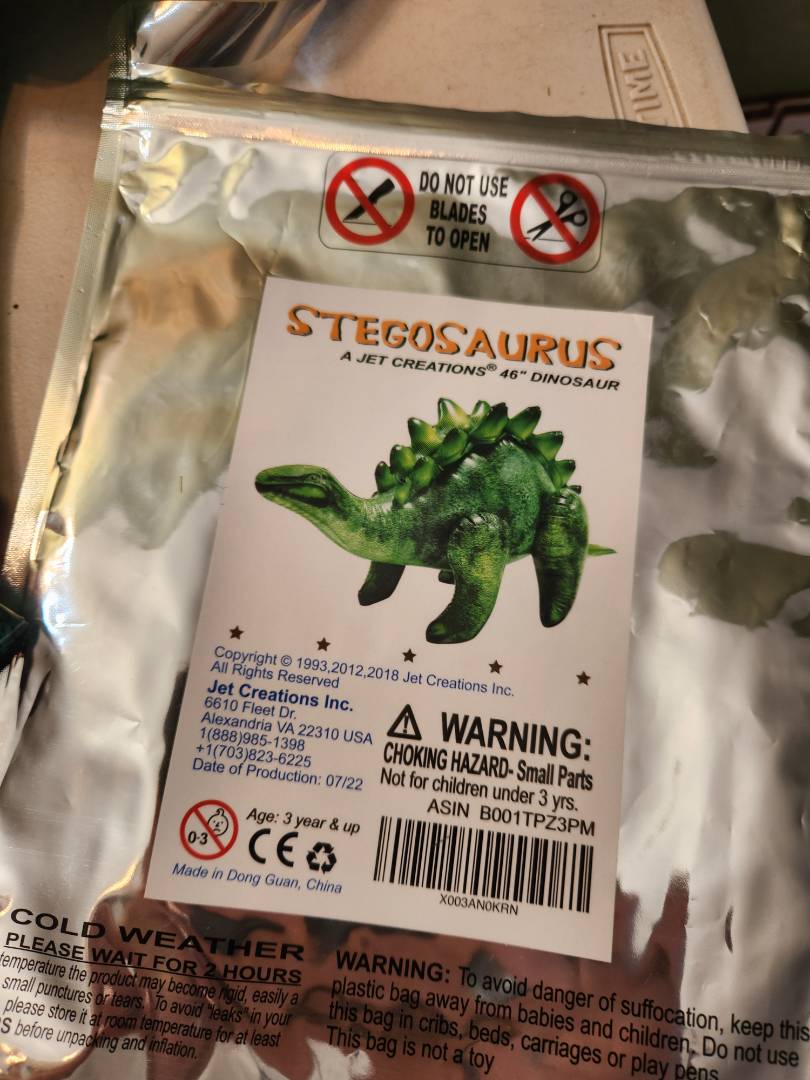 TIME
DO NOT USE
BLADES
TO OPEN
STEGOSAURUS
A JET CREATIONS® 46" DINOSAUR
Copyright © 1993,2012,2018 Jet Creations Inc.
All Rights Reserved
Jet Creations Inc.
6610 Fleet Dr.
Alexandria VA 22310 USA
1(888)985-1398
+1(703)823-6225
Date of Production: 07/22
WARNING:
CHOKING HAZARD- Small Parts
Not for children under 3 yrs.
ASIN B001TPZ3PM
X003AN0KRN
0-3
Age: 3 year & up
CE
Made in Dong Guan, China
COLD WEATHER
PLEASE WAIT FOR 2 HOURS
temperature the product may become rigid, easily a
small punctures or tears. To avoid "leaks" in your
please store it at room temperature for at least
before unpacking and inflation.
WARNING: To avoid danger of suffocation, keep this
plastic bag away from babies and children. Do not use
this bag in cribs, beds, carriages or play pens.
This bag is not a toy